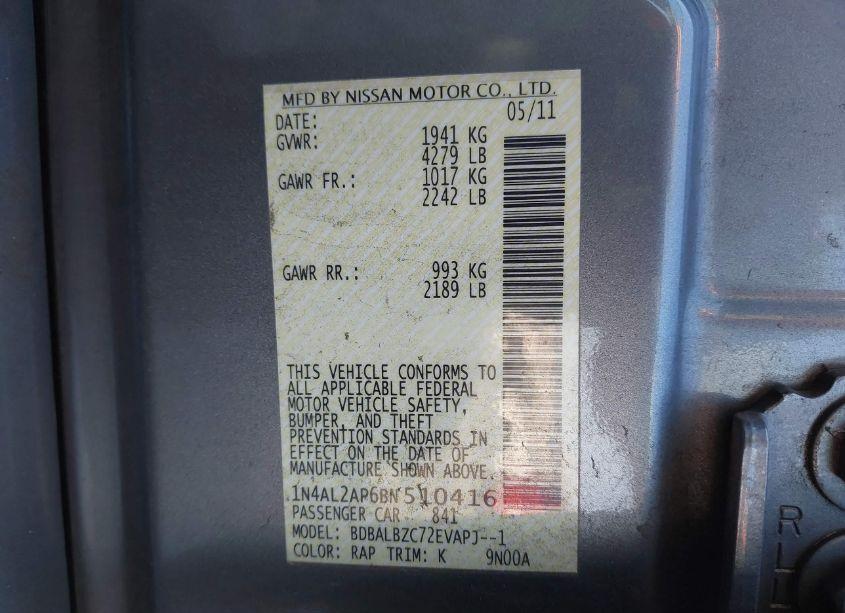 MFD BY NISSAN MOTOR CO., LTD.
DATE: 05/11
GVWR: 1941 KG
4279 LB
GAWR FR.: 1017 KG
2242 LB
GAWR RR.: 993 KG
2189 LB
THIS VEHICLE CONFORMS TO
ALL APPLICABLE FEDERAL
MOTOR VEHICLE SAFETY,
BUMPER, AND THEFT
PREVENTION STANDARDS IN
EFFECT ON THE DATE OF
MANUFACTURE SHOWN ABOVE.
1N4AL2AP6BN510416
PASSENGER CAR 841
MODEL: BDBALBZC72EVAPJ--1
COLOR: RAP TRIM: K 9N00A
R